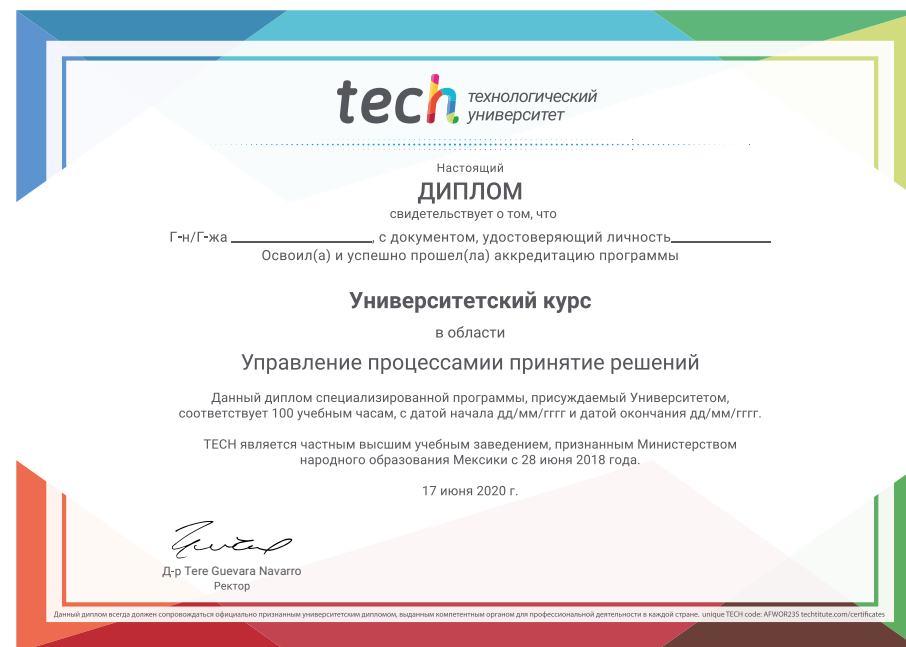 tech технологический
университет
Настоящий
ДИПЛОМ
свидетельствует о том, что
Г-н/Г-жа ________________, с документом, удостоверяющий личность___________
Освоил(а) и успешно прошел(ла) аккредитацию программы
Университетский курс
в области
Управление процессамии принятие решений
Данный диплом специализированной программы, присуждаемый Университетом,
соответствует 100 учебным часам, с датой начала дд/мм/гггг и датой окончания дд/мм/гггг.
TECH является частным высшим учебным заведением, признанным Министерством
народного образования Мексики с 28 июня 2018 года.
17 июня 2020 г.
Д-р Tere Guevara Navarro
Ректор
Данный диплом всегда должен сопровождаться официально признанным университетским дипломом, выданным компетентным органом для профессиональной деятельности в каждой стране. unique TECH code: AFWOR23S techtitute.com/certificates